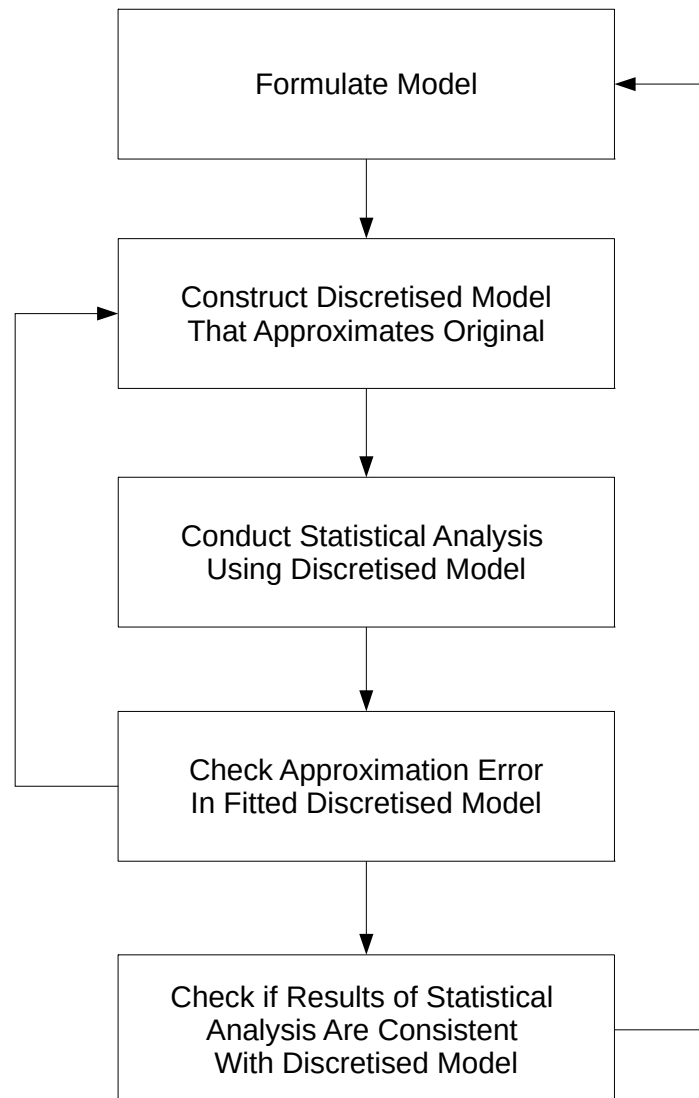 Formulate Model
Construct Discretised Model
That Approximates Original
Conduct Statistical Analysis
Using Discretised Model
Check Approximation Error
In Fitted Discretised Model
Check if Results of Statistical
Analysis Are Consistent
With Discretised Model